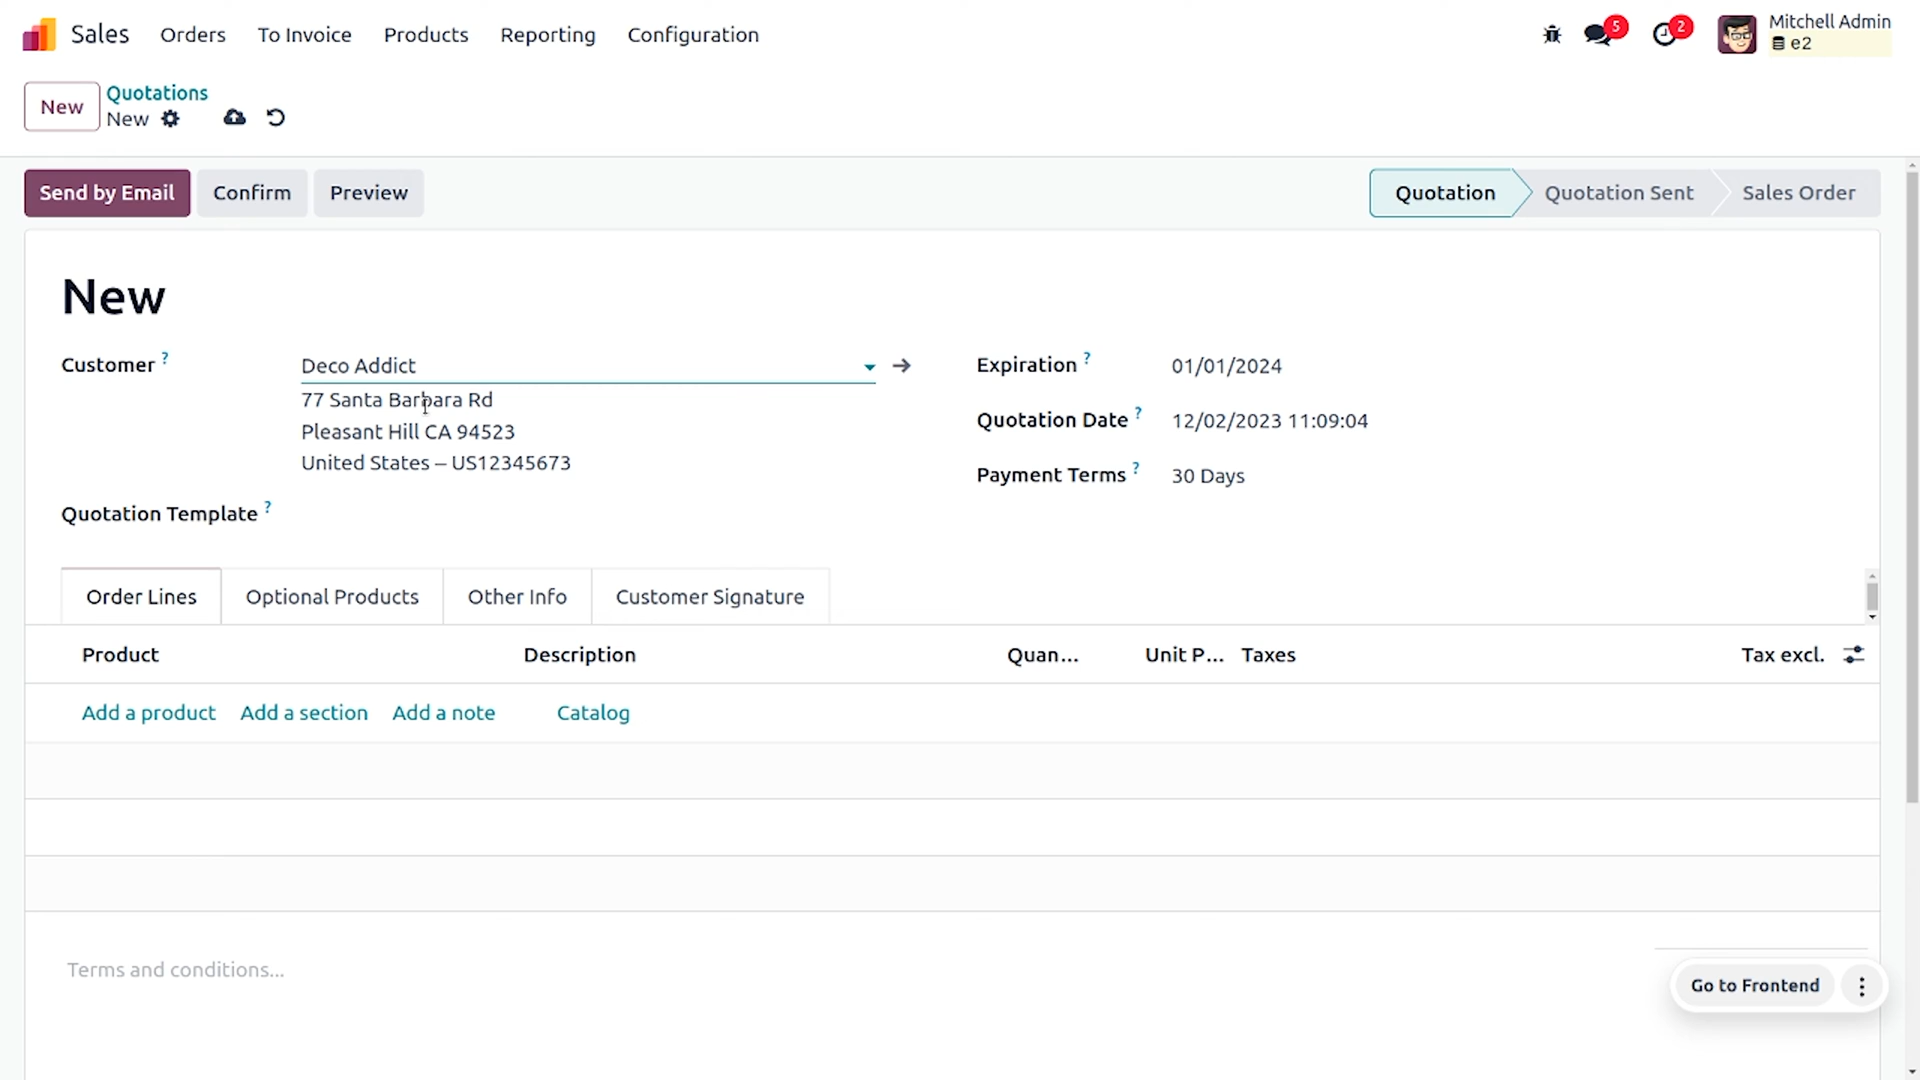 Sales Orders To Invoice Products Reporting Configuration 5 2 Mitchell Admin
e2
New Quotations
New
Send by Email Confirm Preview Quotation Quotation Sent Sales Order
New
Customer ? Deco Addict Expiration ? 01/01/2024
77 Santa Barbara Rd
Pleasant Hill CA 94523
United States – US12345673
Quotation Date ? 12/02/2023 11:09:04
Payment Terms ? 30 Days
Quotation Template ?
Order Lines Optional Products Other Info Customer Signature
Product Description Quan... Unit P... Taxes Tax excl.
Add a product Add a section Add a note Catalog
Terms and conditions...
Go to Frontend